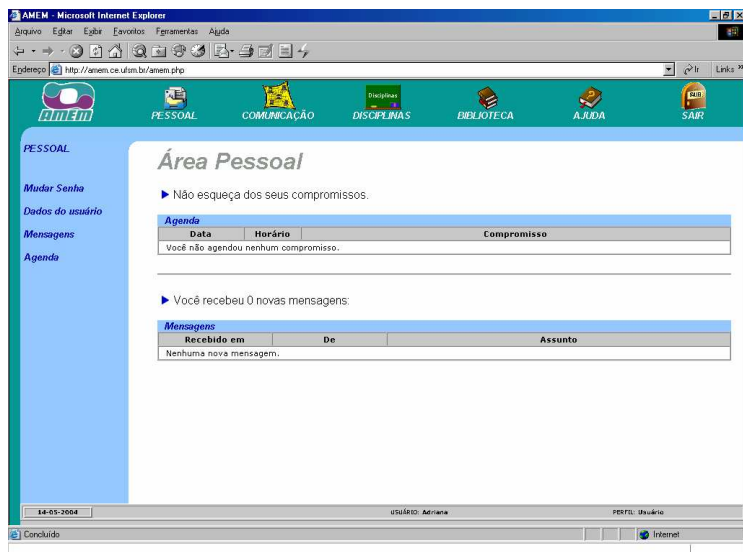 AMEM - Microsoft Internet Explorer
Arquivo Editar Exibir Favoritos Ferramentas Ajuda
Endereço http://amem.ce.ufsm.br/amem.php Ir Links »
AMEM PESSOAL COMUNICAÇÃO Disciplinas DISCIPLINAS BIBLIOTECA AJUDA SAIR
PESSOAL
Mudar Senha
Dados do usuário
Mensagens
Agenda
Área Pessoal
Não esqueça dos seus compromissos.
Agenda
Data Horário Compromisso
Você não agendou nenhum compromisso.
Você recebeu 0 novas mensagens:
Mensagens
Recebido em De Assunto
Nenhuma nova mensagem.
14-05-2004 USUÁRIO: Adriana PERFIL: Usuário
Concluído Internet